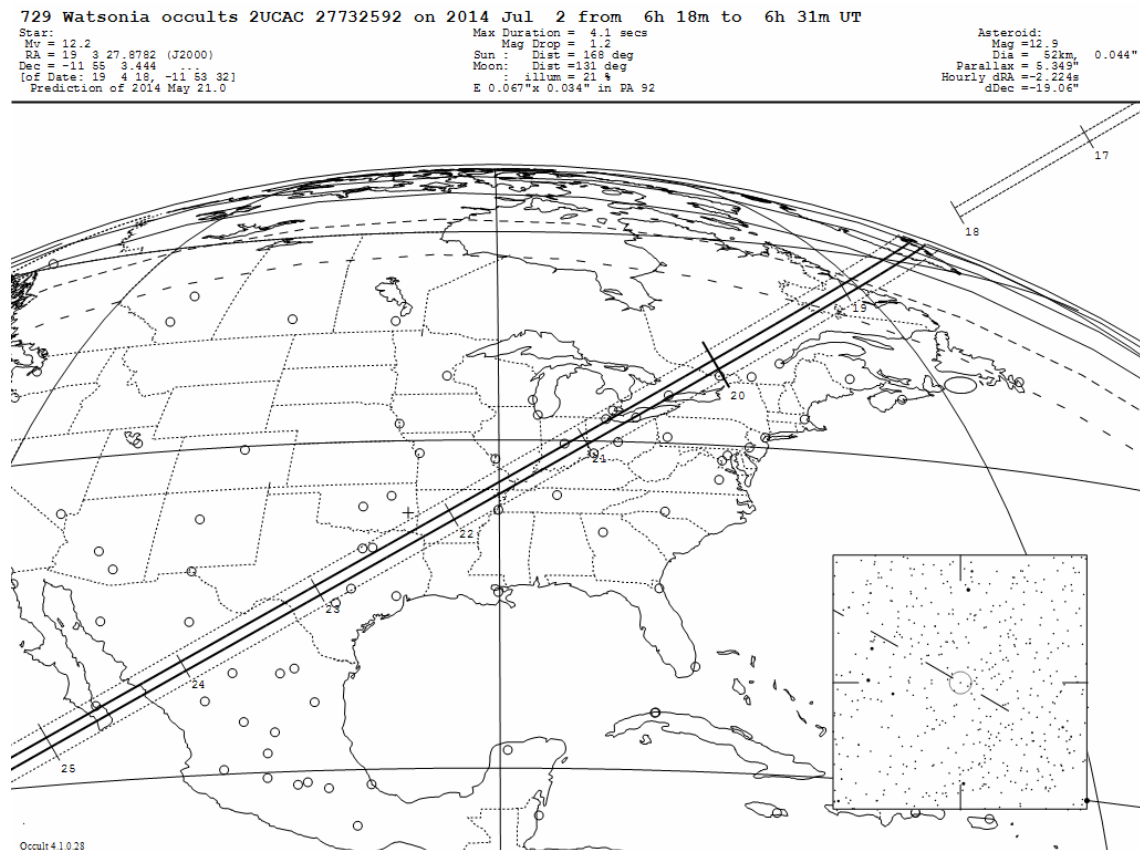 729 Watsonia occults 2UCAC 27732592 on 2014 Jul  2 from  6h 18m to  6h 31m UT
Star:
Mv = 12.2
RA = 19  3 27.8782 (J2000)
Dec = -11 55  3.444  ...
[of Date: 19  4 18, -11 53 32]
Prediction of 2014 May 21.0
Max Duration =  4.1 secs
Mag Drop =  1.2
Sun :   Dist = 168 deg
Moon:   Dist =131 deg
:  illum = 21 %
E 0.067"x 0.034" in PA 92
Asteroid:
Mag =12.9
Dia =  52km,  0.044"
Parallax = 5.349"
Hourly dRA =-2.224s
dDec =-19.06"
17
18
19
20
21
22
23
24
25
Occult 4.1.0.28